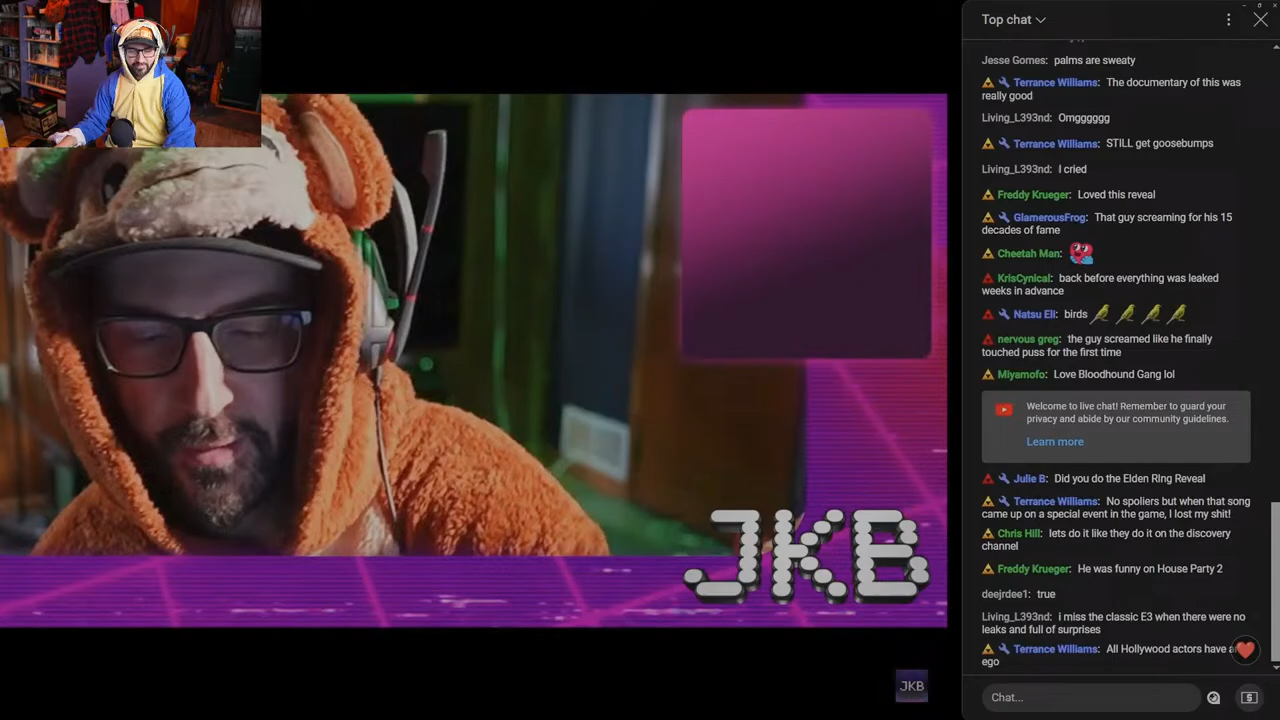 Top chat
Jesse Gomes: palms are sweaty
Terrance Williams: The documentary of this was
really good
Living_L393nd: Omgggggg
Terrance Williams: STILL get goosebumps
Living_L393nd: I cried
Freddy Krueger: Loved this reveal
GlamerousFrog: That guy screaming for his 15
decades of fame
Cheetah Man:
KrisCynical: back before everything was leaked
weeks in advance
Natsu Eli: birds
nervous greg: the guy screamed like he finally
touched puss for the first time
Miyamofo: Love Bloodhound Gang lol
Welcome to live chat! Remember to guard your
privacy and abide by our community guidelines.
Learn more
Julie B: Did you do the Elden RIng Reveal
Terrance Williams: No spoliers but when that song
came up on a special event in the game, I lost my shit!
Chris Hill: lets do it like they do it on the discovery
channel
Freddy Krueger: He was funny on House Party 2
deejrdee1: true
Living_L393nd: i miss the classic E3 when there were no
leaks and full of surprises
Terrance Williams: All Hollywood actors have
ego
Chat...
JKB
JKB